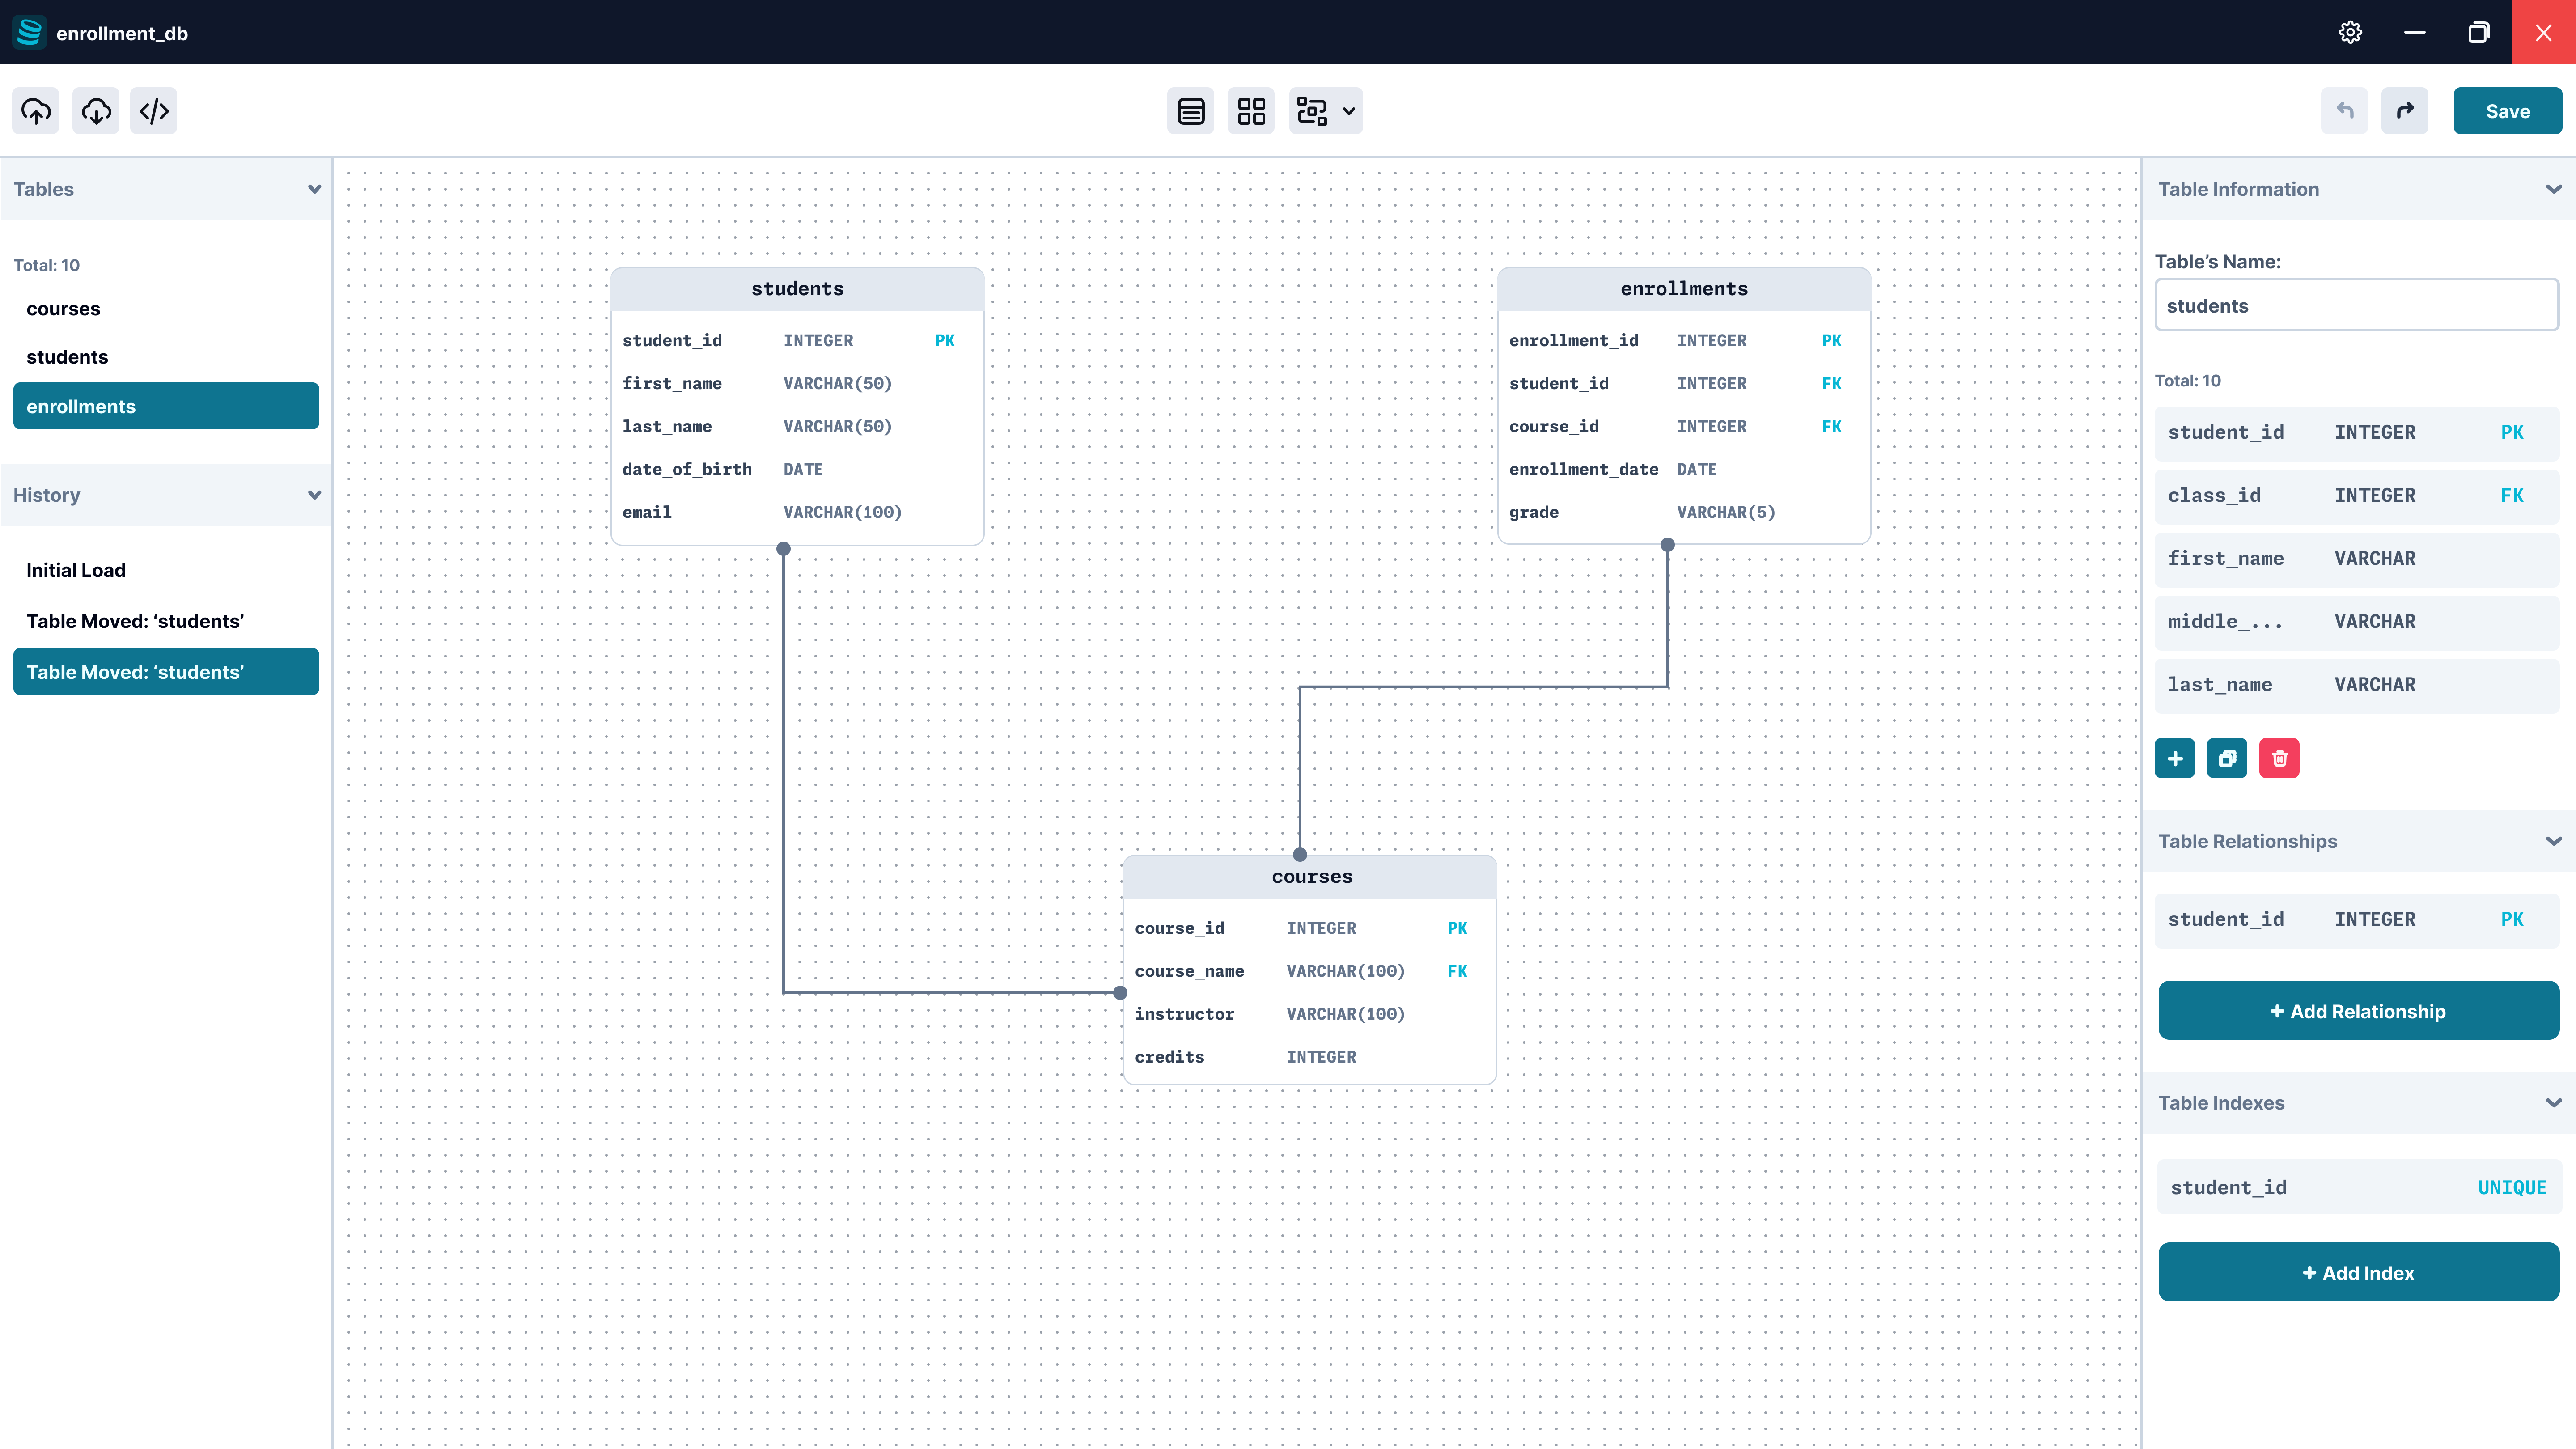 enrollment_db
Save
Tables
Total: 10
courses
students
enrollments
History
Initial Load
Table Moved: ‘students’
Table Moved: ‘students’
students
student_id INTEGER PK
first_name VARCHAR(50)
last_name VARCHAR(50)
date_of_birth DATE
email VARCHAR(100)
enrollments
enrollment_id INTEGER PK
student_id INTEGER FK
course_id INTEGER FK
enrollment_date DATE
grade VARCHAR(5)
courses
course_id INTEGER PK
course_name VARCHAR(100) FK
instructor VARCHAR(100)
credits INTEGER
Table Information
Table’s Name:
students
Total: 10
student_id INTEGER PK
class_id INTEGER FK
first_name VARCHAR
middle_... VARCHAR
last_name VARCHAR
Table Relationships
student_id INTEGER PK
+ Add Relationship
Table Indexes
student_id UNIQUE
+ Add Index